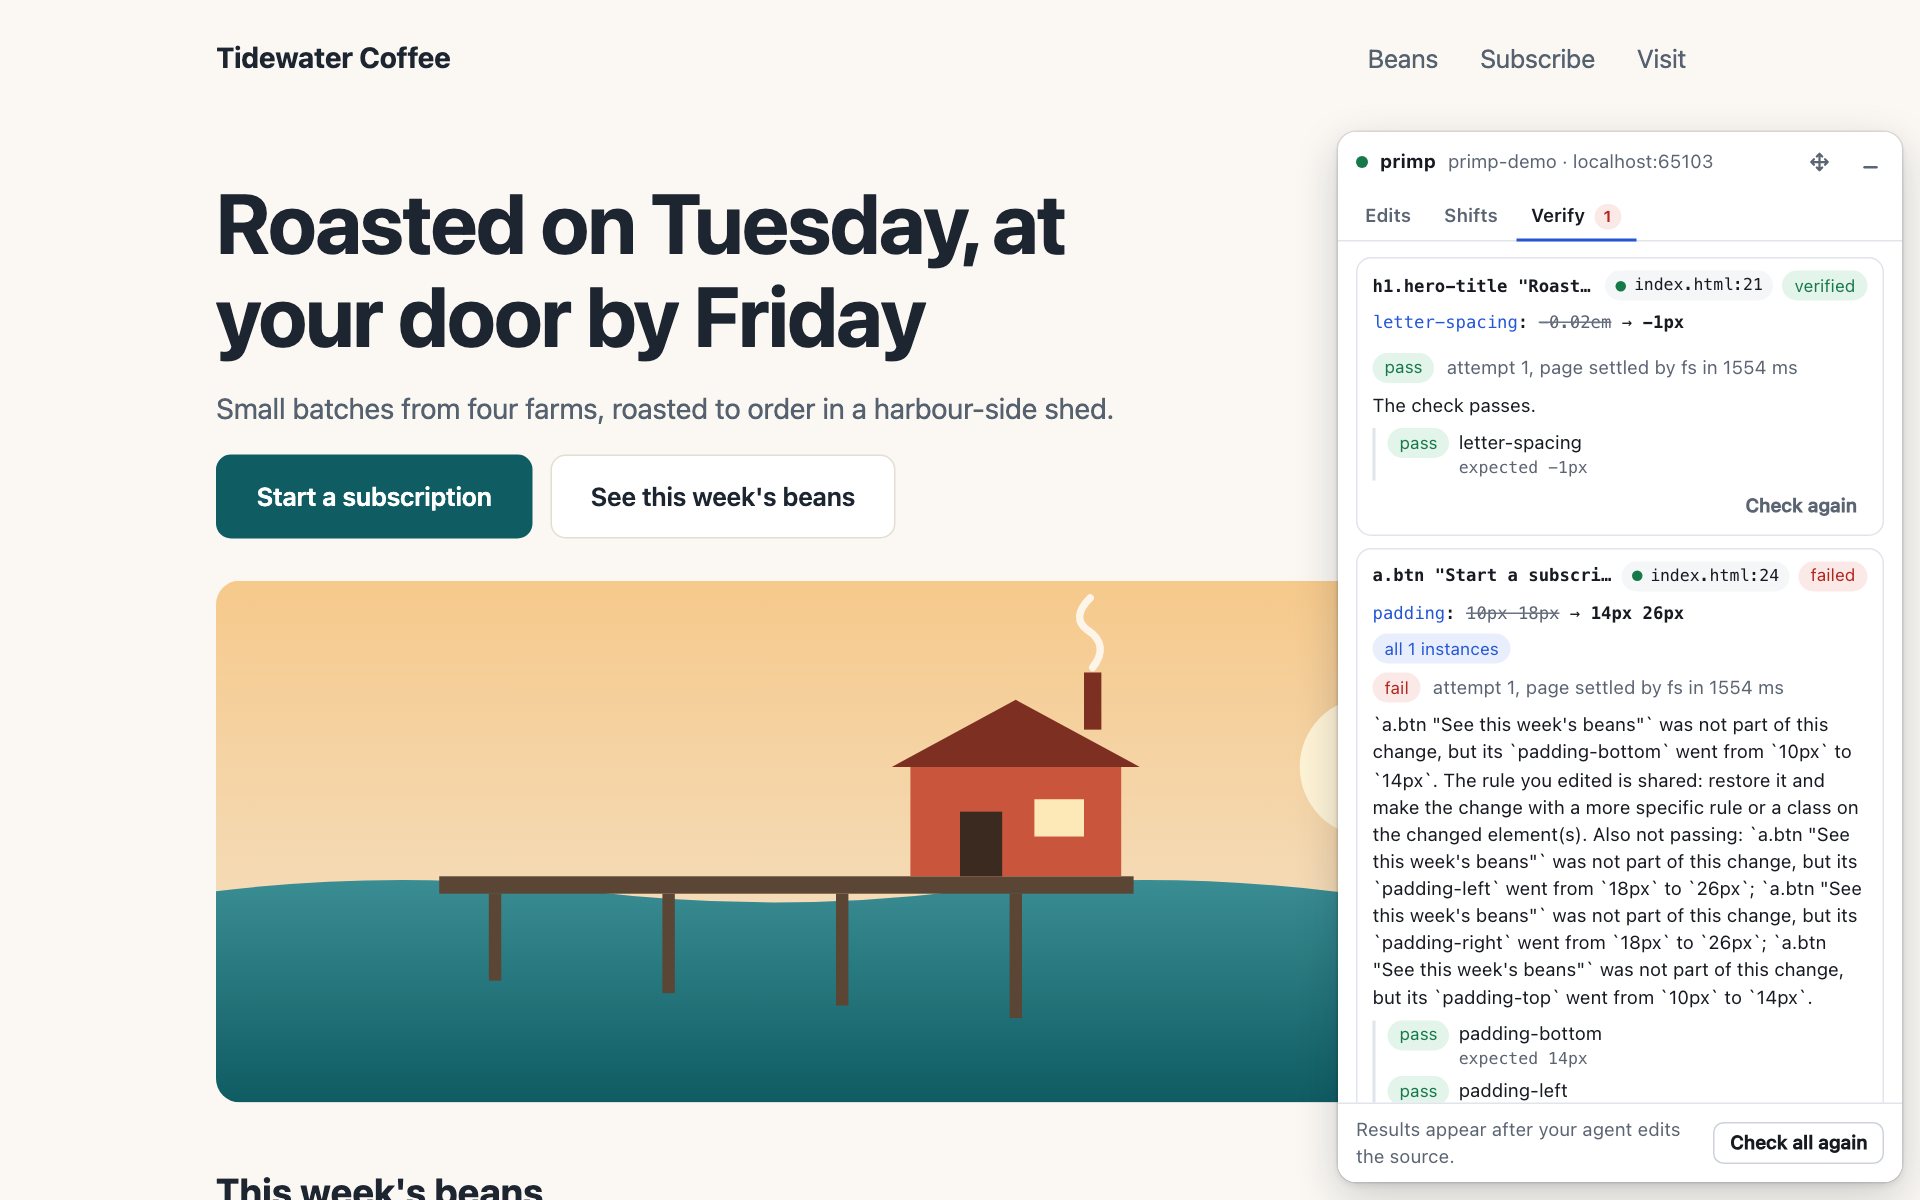 Tidewater Coffee
Beans Subscribe Visit
Roasted on Tuesday, at
your door by Friday
Small batches from four farms, roasted to order in a harbour-side shed.
Start a subscription
See this week's beans
This week's beans
primp primp-demo · localhost:65103
Edits Shifts Verify 1
h1.hero-title "Roast… index.html:21 verified
letter-spacing: -0.02em → -1px
pass attempt 1, page settled by fs in 1554 ms
The check passes.
pass letter-spacing
expected -1px
Check again
a.btn "Start a subscri… index.html:24 failed
padding: 10px 18px → 14px 26px
all 1 instances
fail attempt 1, page settled by fs in 1554 ms
`a.btn "See this week's beans"` was not part of this
change, but its `padding-bottom` went from `10px` to
`14px`. The rule you edited is shared: restore it and
make the change with a more specific rule or a class on
the changed element(s). Also not passing: `a.btn "See
this week's beans"` was not part of this change, but its
`padding-left` went from `18px` to `26px`; `a.btn "See
this week's beans"` was not part of this change, but its
`padding-right` went from `18px` to `26px`; `a.btn
"See this week's beans"` was not part of this change,
but its `padding-top` went from `10px` to `14px`.
pass padding-bottom
expected 14px
pass padding-left
Results appear after your agent edits
the source.
Check all again